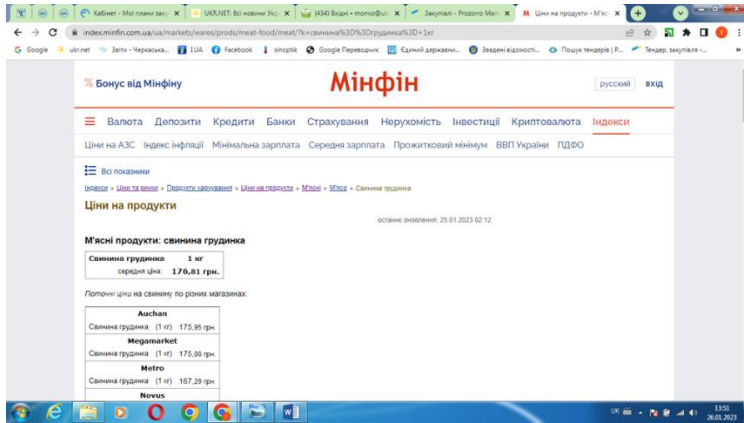 Кабінет - Мої плани заку
UKR.NET: Всі новини Укр
(434) Вхідні • monvo@uk
Закупівлі - Prozorro Mark
Ціни на продукти - М'яс
index.minfin.com.ua/ua/markets/wares/prods/meat-food/meat/?k=свинина%3D%3Dгрудинка%3D+1кг
Google
ukr.net
Звіти - Черкаська...
LUA
Facebook
sinoptik
Google Переводчик
Єдиний державни...
Зведені відомості...
Пошук тендерів | Р...
Тендер, закупівля -...
% Бонус від Мінфіну
Мінфін
русский
ВХІД
Валюта Депозити Кредити Банки Страхування Нерухомість Інвестиції Криптовалюта Індекси
Ціни на АЗС Індекс інфляції Мінімальна зарплата Середня зарплата Прожитковий мінімум ВВП України ПДФО
Всі показники
Індекси » Ціни та ринки » Продукти харчування » Ціни на продукти » М'ясні » М'ясо » Свинина грудинка
Ціни на продукти
останнє оновлення: 25.01.2023 02:12
М'ясні продукти: свинина грудинка
Свинина грудинка 1 кг
середня ціна: 176,81 грн.
Поточні ціни на свинину по різних магазинах:
Auchan
Свинина грудинка (1 кг) 175,95 грн.
Megamarket
Свинина грудинка (1 кг) 175,00 грн.
Metro
Свинина грудинка (1 кг) 167,29 грн.
Novus
UK
13:51
26.01.2023